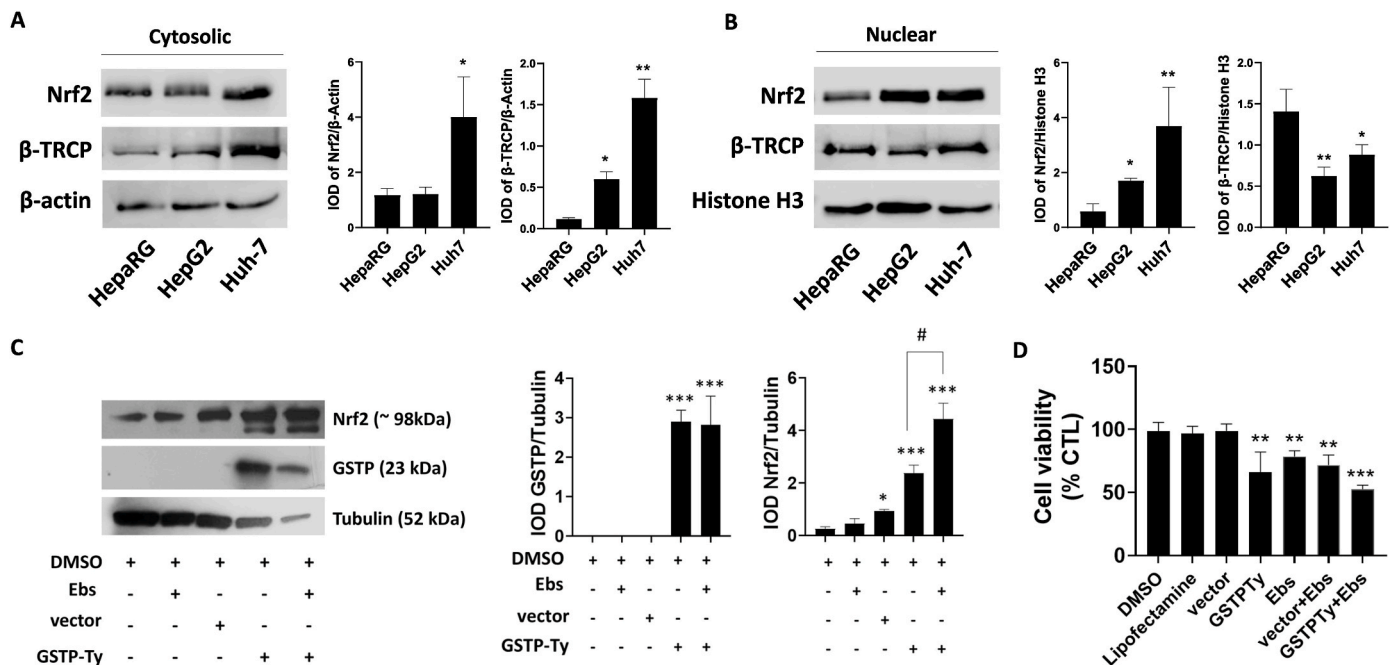 A
Cytosolic
Nrf2
β-TRCP
β-actin
HepaRG
HepG2
Huh-7
IOD of Nrf2/β-Actin
6
4
2
0
*
HepaRG
HepG2
Huh7
IOD of β-TRCP/β-Actin
2.0
1.5
1.0
0.5
0.0
*
**
HepaRG
HepG2
Huh7
B
Nuclear
Nrf2
β-TRCP
Histone H3
HepaRG
HepG2
Huh-7
IOD of Nrf2/Histone H3
6
4
2
0
*
**
HepaRG
HepG2
Huh7
IOD of β-TRCP/Histone H3
2.0
1.5
1.0
0.5
0.0
**
*
HepaRG
HepG2
Huh7
C
Nrf2 (~ 98kDa)
GSTP (23 kDa)
Tubulin (52 kDa)
DMSO + + + + +
Ebs - + - - +
vector - - + - -
GSTP-Ty - - - + +
IOD GSTP/Tubulin
4
3
2
1
0
*** ***
DMSO + + + + +
Ebs - + - - +
vector - - + - -
GSTP-Ty - - - + +
IOD Nrf2/Tubulin
6
4
2
0
#
* *** ***
+ + + + +
- + - - +
- - + - -
- - - + +
D
Cell viability
(% CTL)
150
100
50
0
** ** ** ***
DMSO
Lipofectamine
vector
GSTPTy
Ebs
vector+Ebs
GSTPTy+Ebs